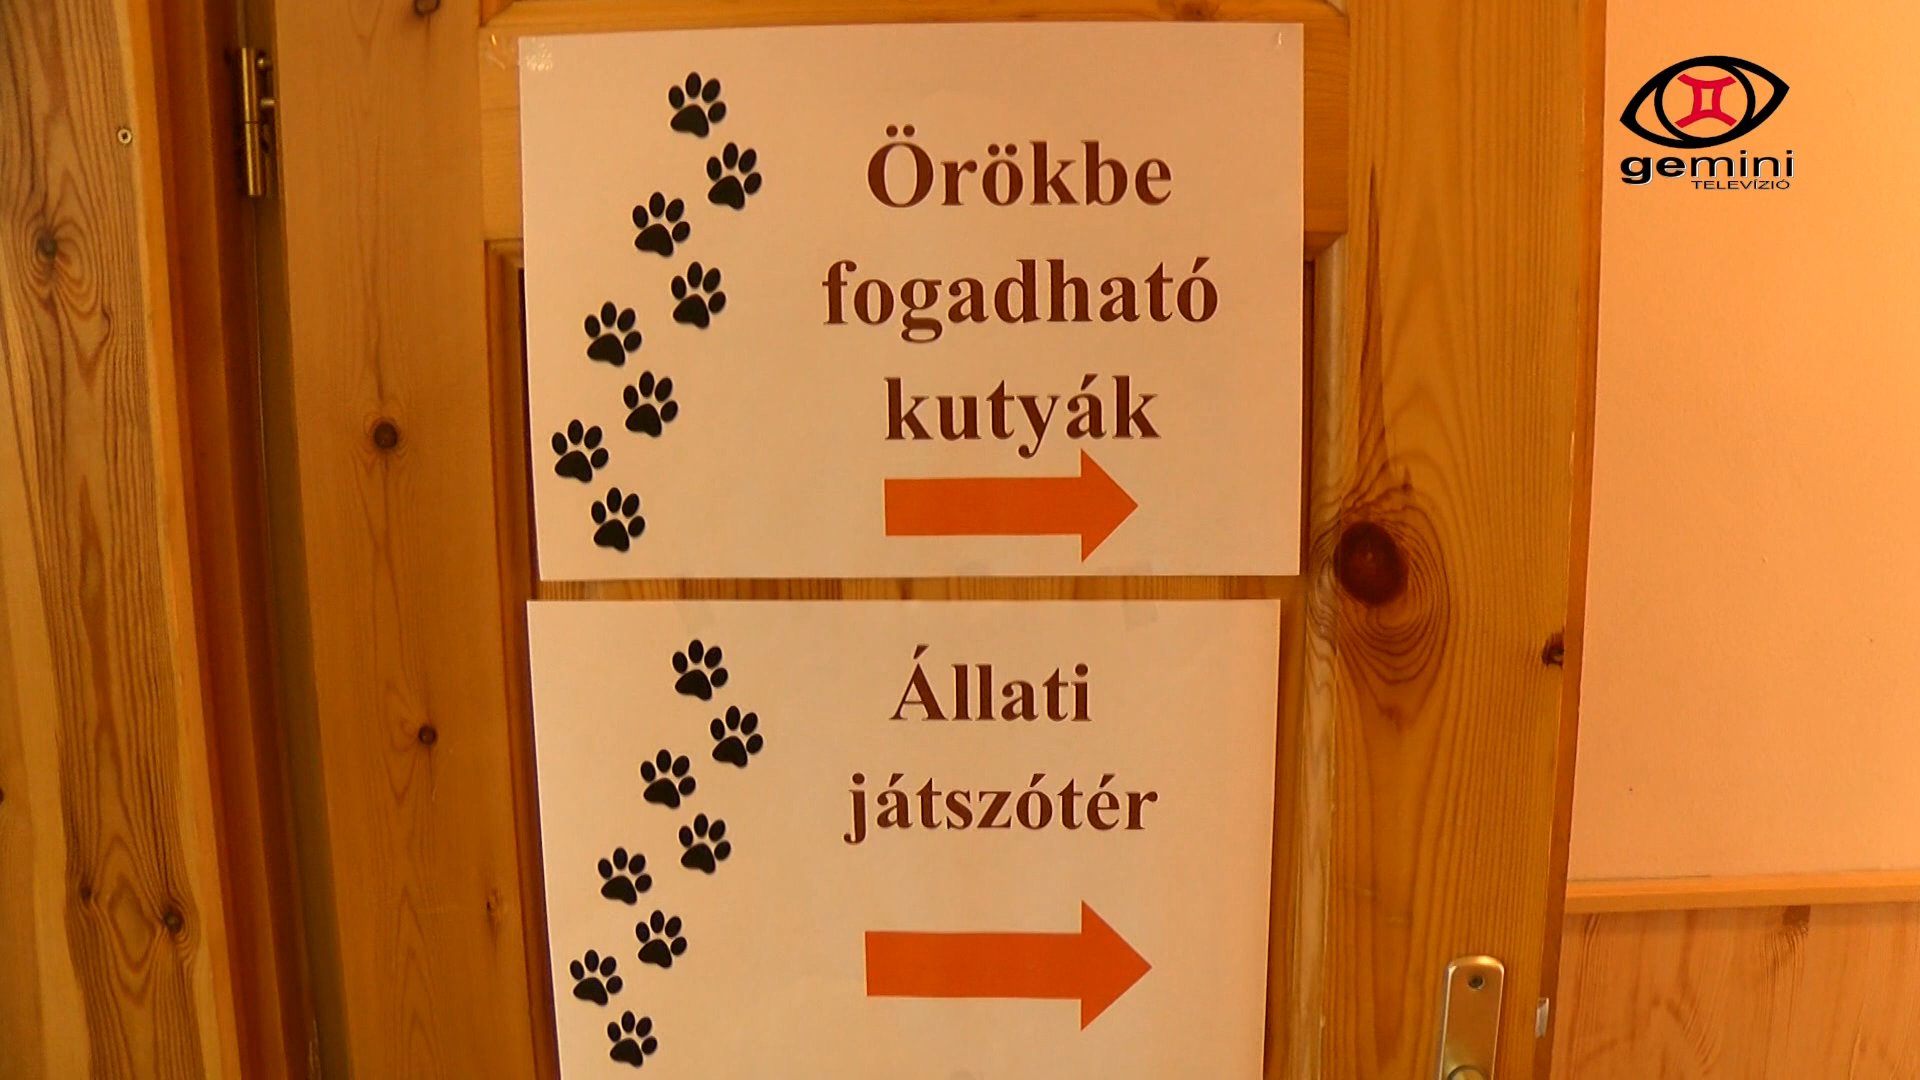 Örökbe
fogadható
kutyák
Állati
játszótér
gemini
TELEVÍZIÓ